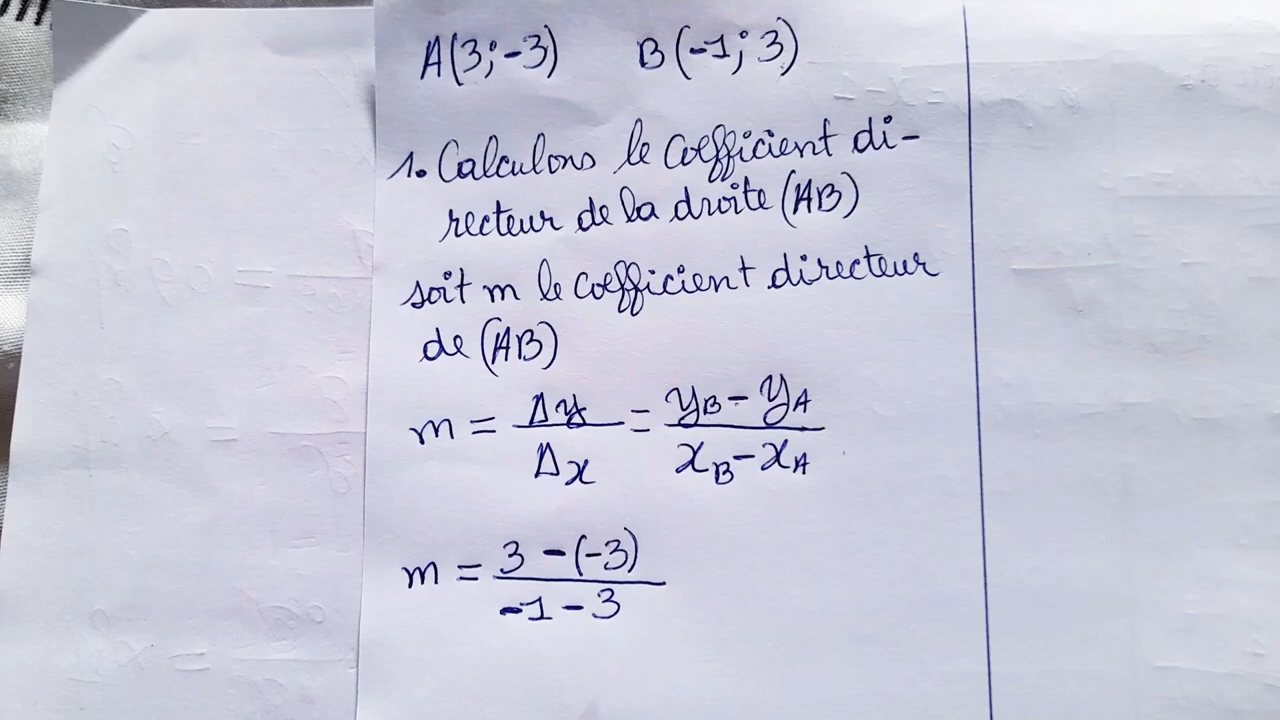 A(3;-3) B(-1;3)
1. Calculons le coefficient di-
recteur de la droite (AB)
soit m le coefficient directeur
de (AB)
m = Δy/Δx = yB - yA/xB - xA
m = 3 - (-3)/-1 - 3